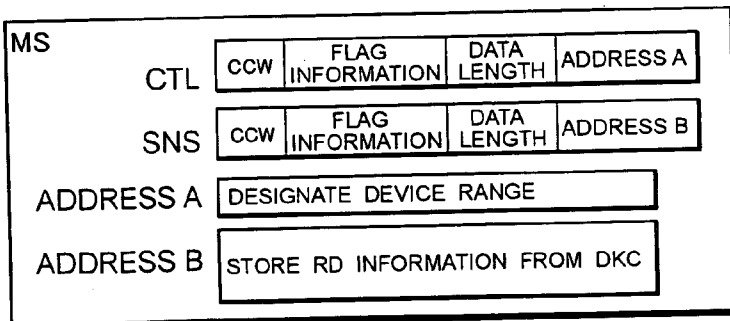 MS
CTL CCW FLAG INFORMATION DATA LENGTH ADDRESS A
SNS CCW FLAG INFORMATION DATA LENGTH ADDRESS B
ADDRESS A DESIGNATE DEVICE RANGE
ADDRESS B STORE RD INFORMATION FROM DKC